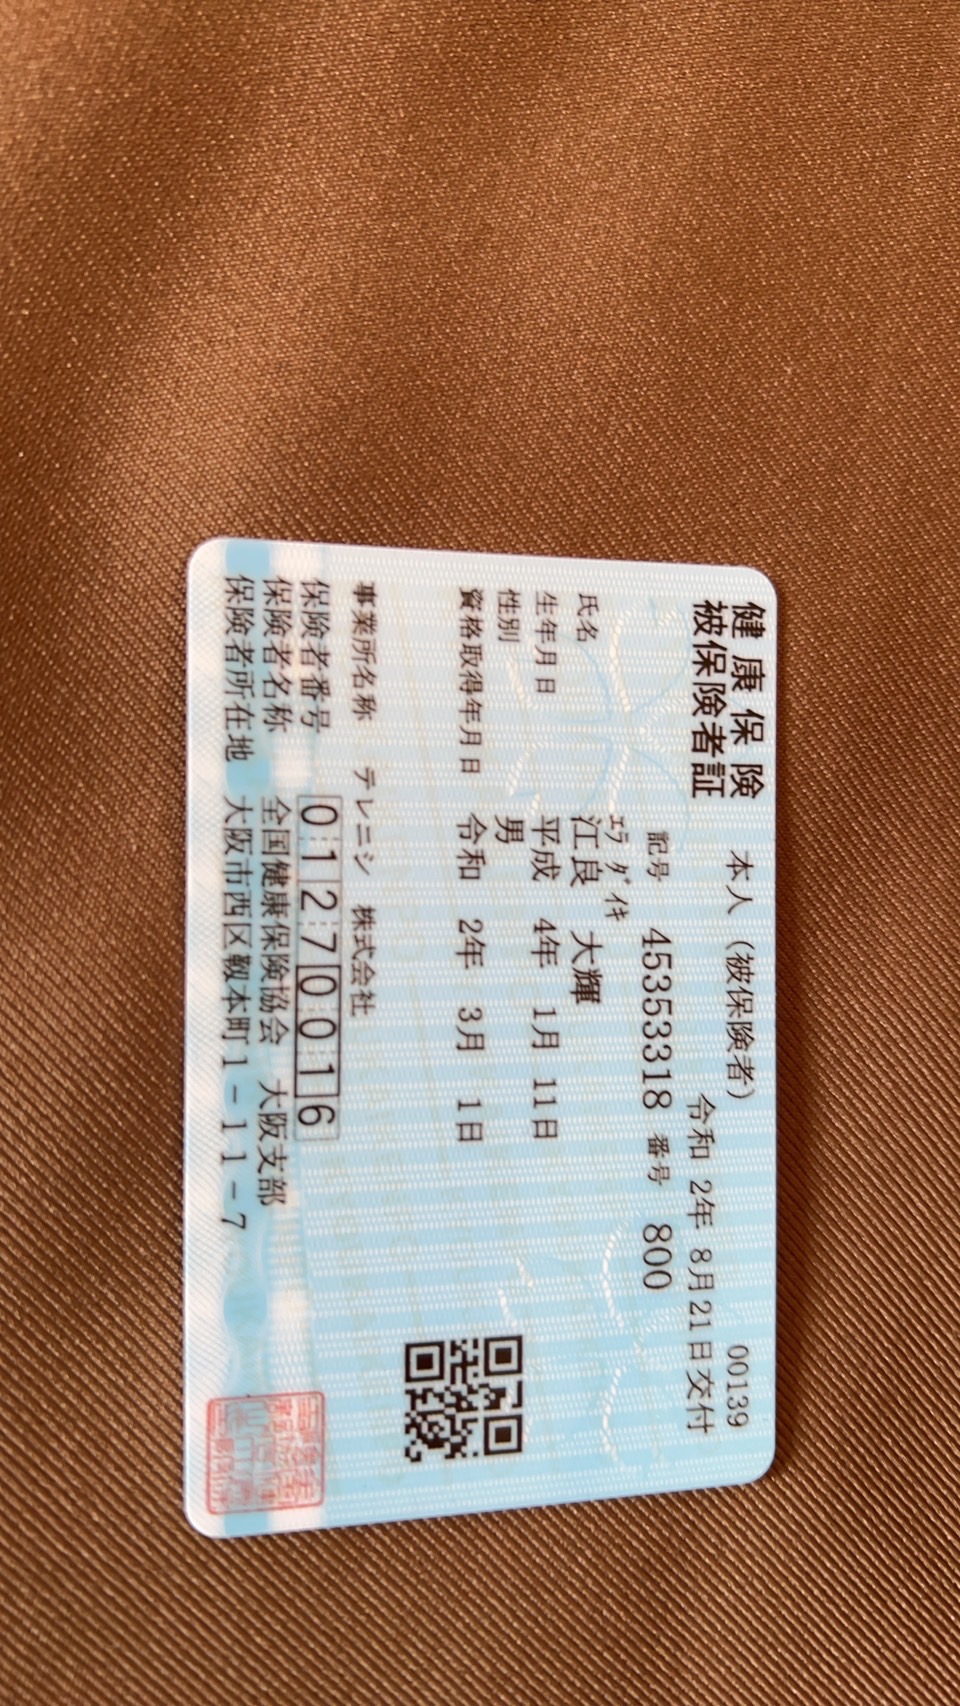 健康保険 本人（被保険者） 00139
被保険者証 令和 2年 8月21日交付
記号 45353318 番号 800
ｴﾗ ﾀﾞｲｷ
氏名 江良 大輝
生年月日 平成 4年 1月 11日
性別 男
資格取得年月日 令和 2年 3月 1日
事業所名称 テレニシ 株式会社
保険者番号 01270016
保険者名称 全国健康保険協会 大阪支部
保険者所在地 大阪市西区靱本町1-11-7